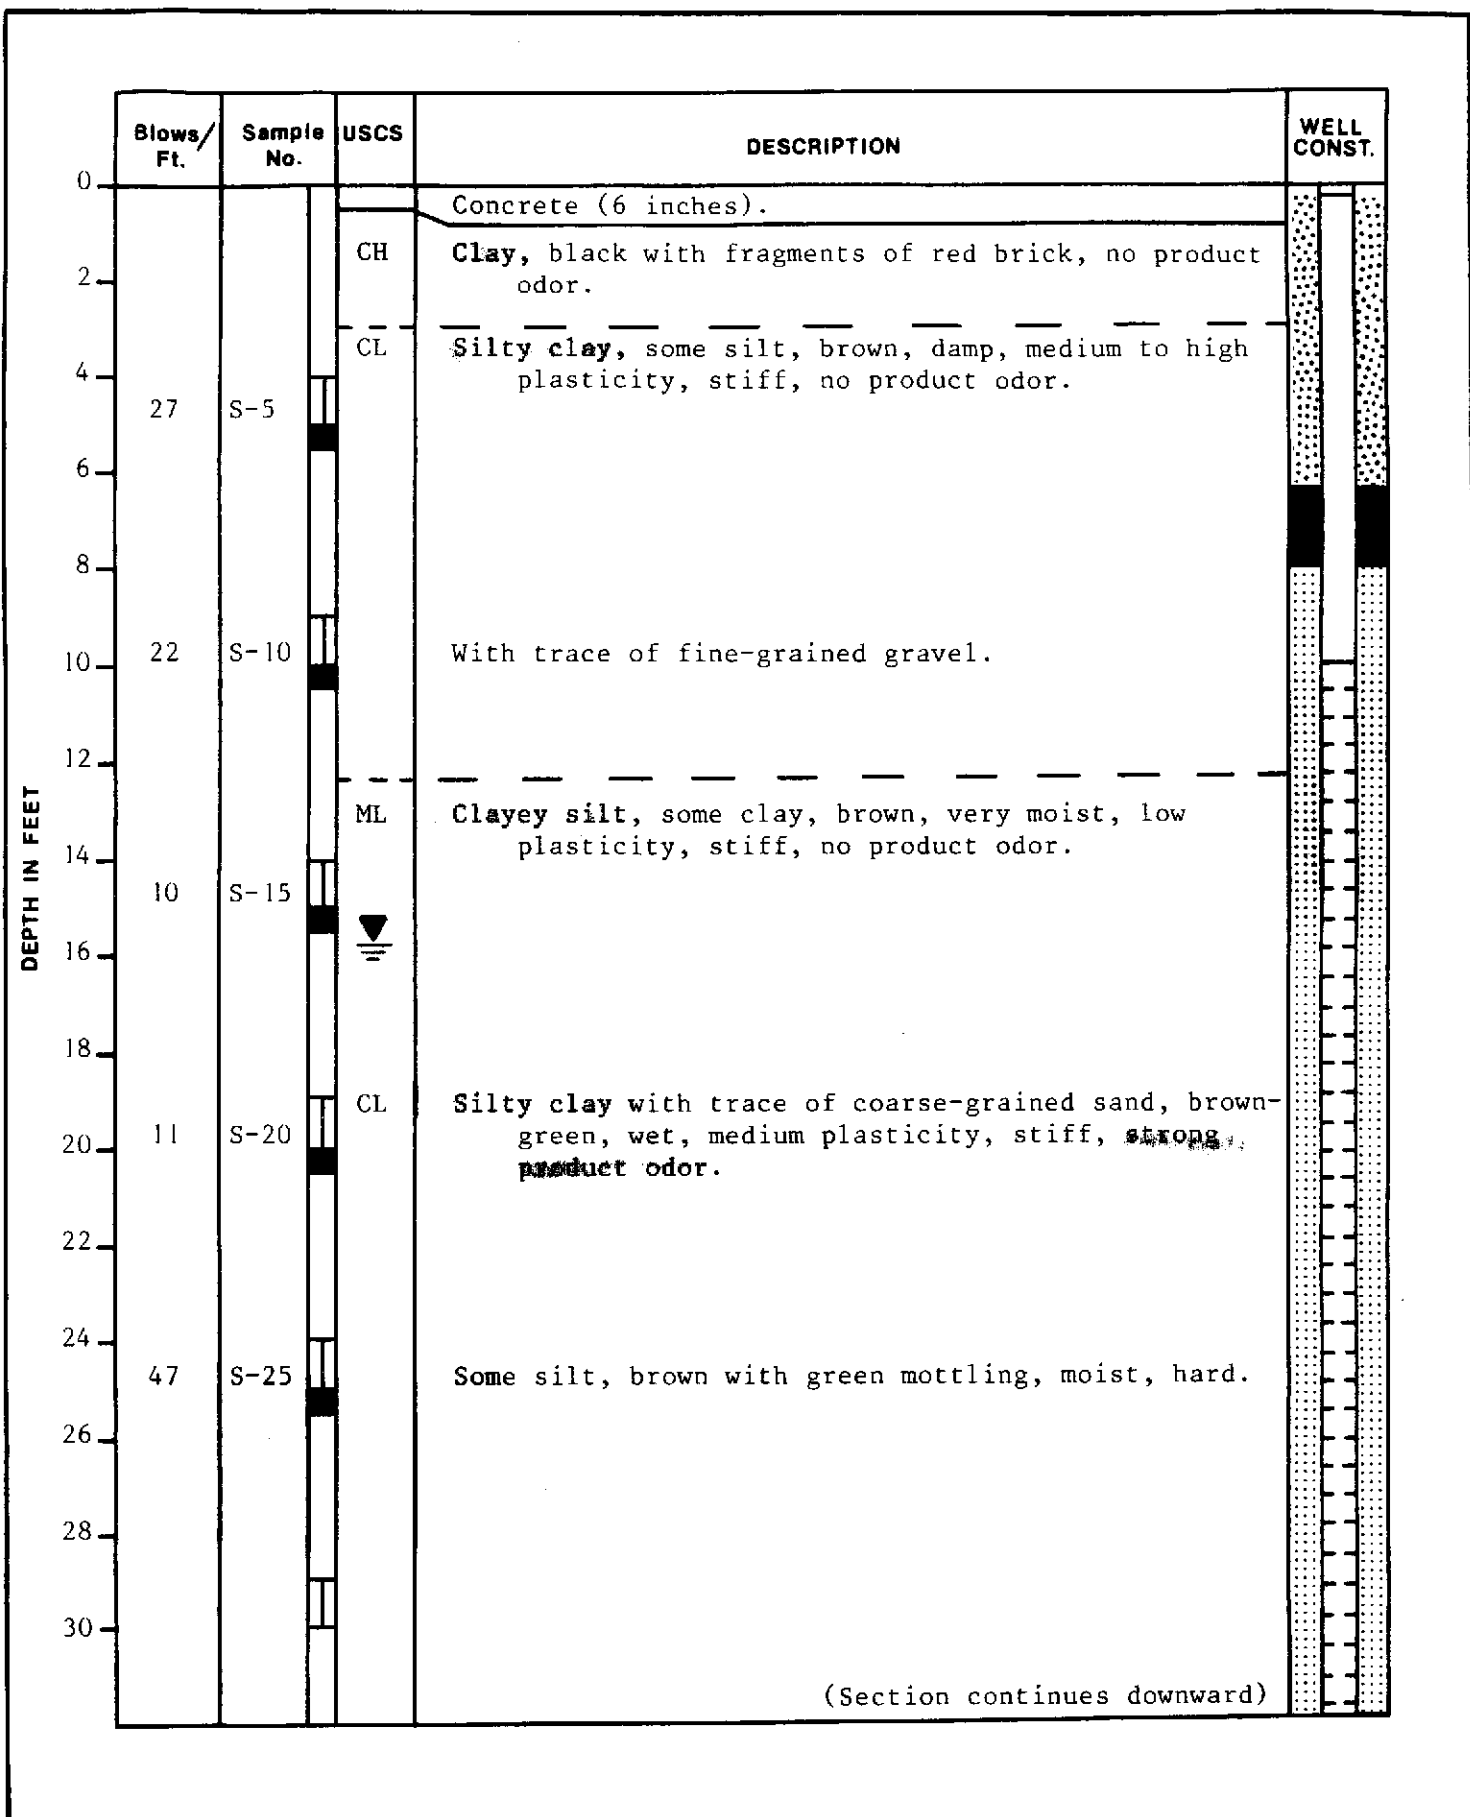 Blows/ Ft.
Sample No.
USCS
DESCRIPTION
WELL CONST.
DEPTH IN FEET
0
Concrete (6 inches).
CH Clay, black with fragments of red brick, no product
2
odor.
CL Silty clay, some silt, brown, damp, medium to high
4
plasticity, stiff, no product odor.
27 S-5
6
8
10 22 S-10 With trace of fine-grained gravel.
12
ML Clayey silt, some clay, brown, very moist, low
14
plasticity, stiff, no product odor.
10 S-15
16
18
CL Silty clay with trace of coarse-grained sand, brown-
20 11 S-20 green, wet, medium plasticity, stiff, strong
product odor.
22
24
47 S-25 Some silt, brown with green mottling, moist, hard.
26
28
30
(Section continues downward)